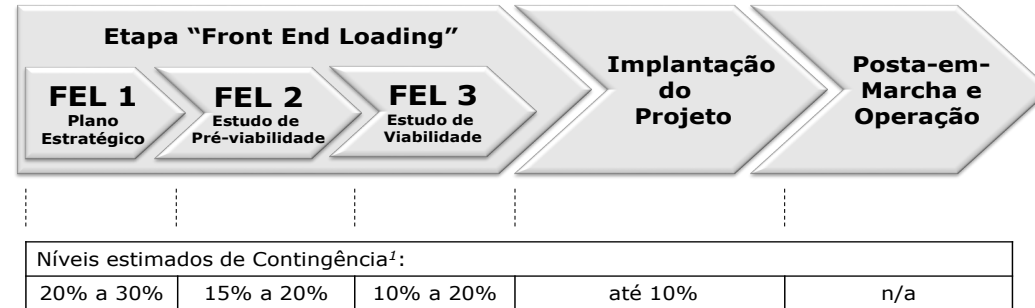 Etapa “Front End Loading”
FEL 1
Plano
Estratégico
FEL 2
Estudo de
Pré-viabilidade
FEL 3
Estudo de
Viabilidade
Implantação
do
Projeto
Posta-em-
Marcha e
Operação
Níveis estimados de Contingência¹:
20% a 30% 15% a 20% 10% a 20% até 10% n/a